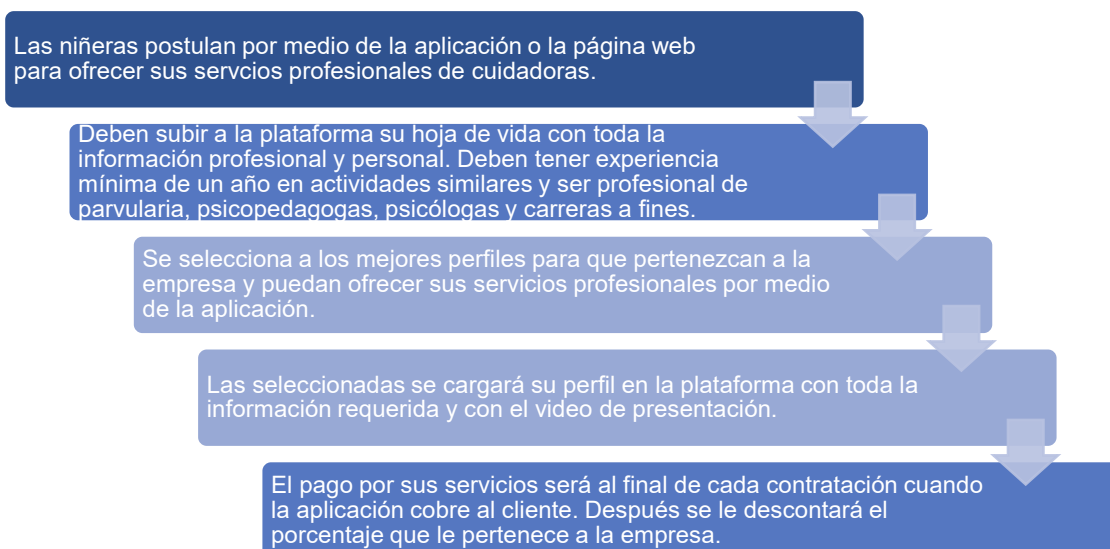 Las niñeras postulan por medio de la aplicación o la página web
para ofrecer sus servcios profesionales de cuidadoras.
Deben subir a la plataforma su hoja de vida con toda la
información profesional y personal. Deben tener experiencia
mínima de un año en actividades similares y ser profesional de
parvularia, psicopedagogas, psicólogas y carreras a fines.
Se selecciona a los mejores perfiles para que pertenezcan a la
empresa y puedan ofrecer sus servicios profesionales por medio
de la aplicación.
Las seleccionadas se cargará su perfil en la plataforma con toda la
información requerida y con el video de presentación.
El pago por sus servicios será al final de cada contratación cuando
la aplicación cobre al cliente. Después se le descontará el
porcentaje que le pertenece a la empresa.